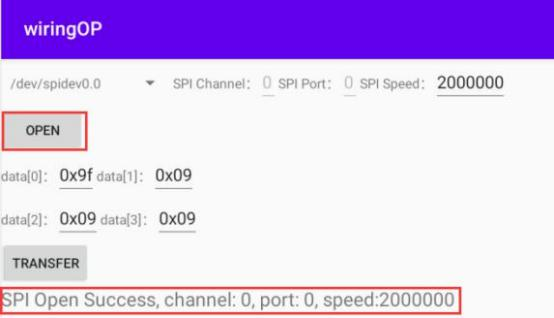 wiringOP
/dev/spidev0.0 SPI Channel: 0 SPI Port: 0 SPI Speed: 2000000
OPEN
data[0]: 0x9f data[1]: 0x09
data[2]: 0x09 data[3]: 0x09
TRANSFER
SPI Open Success, channel: 0, port: 0, speed:2000000